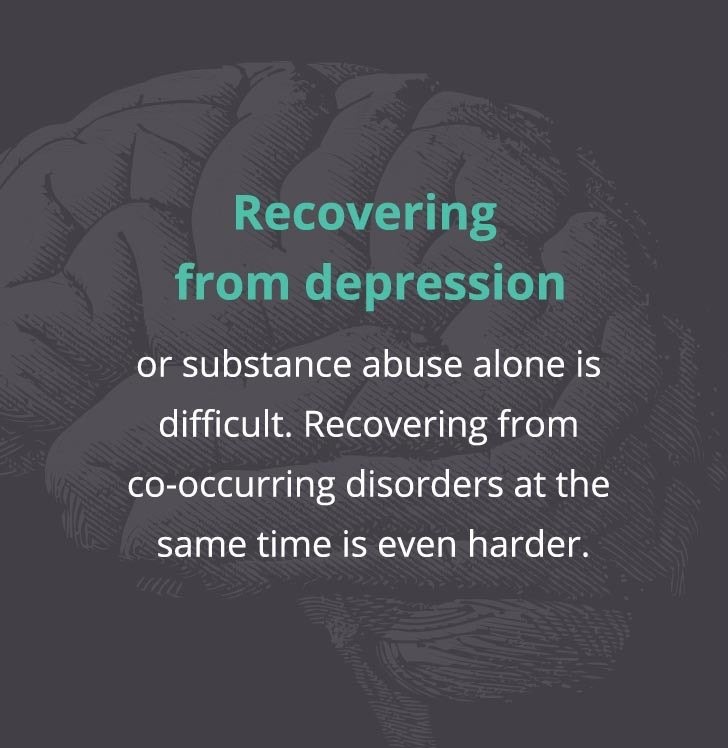 Recovering
from depression
or substance abuse alone is
difficult. Recovering from
co-occurring disorders at the
same time is even harder.